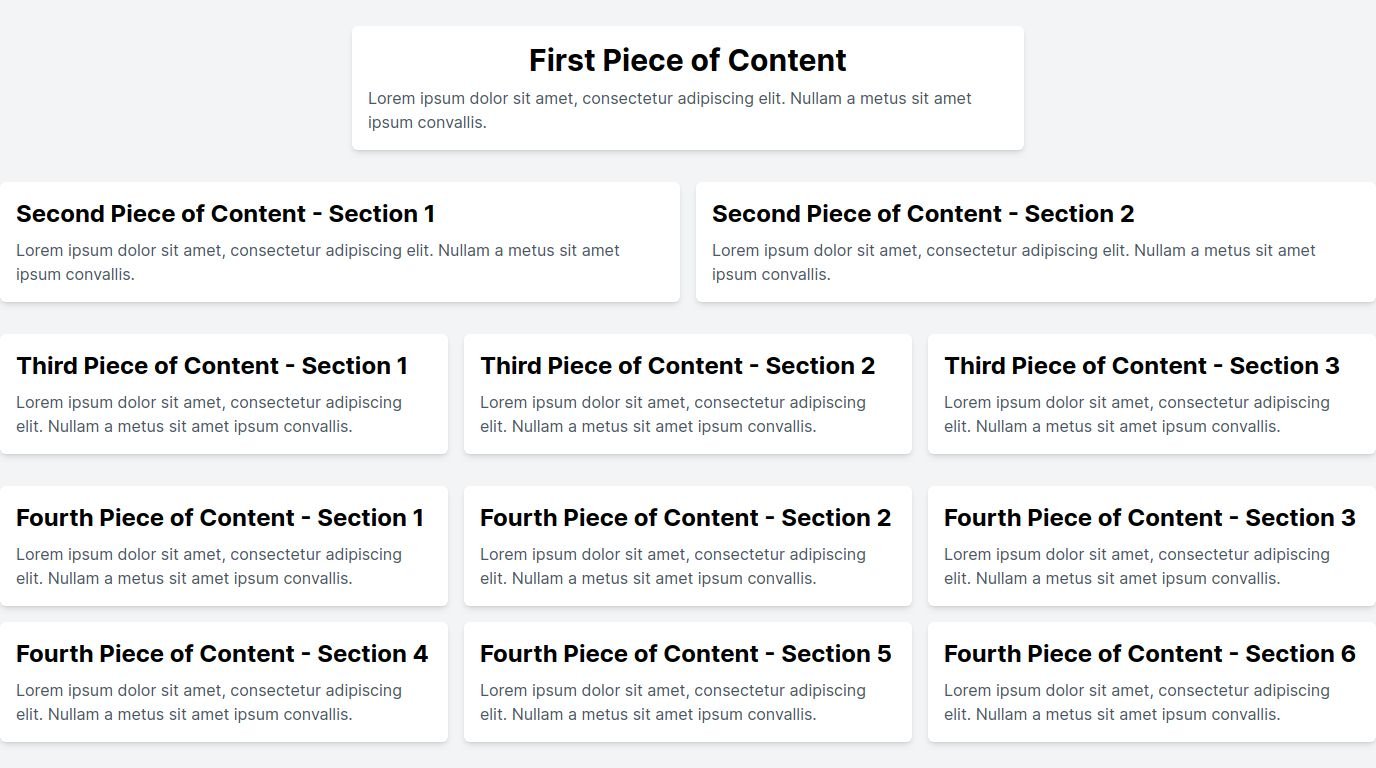 First Piece of Content
Lorem ipsum dolor sit amet, consectetur adipiscing elit. Nullam a metus sit amet
ipsum convallis.
Second Piece of Content - Section 1
Lorem ipsum dolor sit amet, consectetur adipiscing elit. Nullam a metus sit amet
ipsum convallis.
Second Piece of Content - Section 2
Lorem ipsum dolor sit amet, consectetur adipiscing elit. Nullam a metus sit amet
ipsum convallis.
Third Piece of Content - Section 1
Lorem ipsum dolor sit amet, consectetur adipiscing
elit. Nullam a metus sit amet ipsum convallis.
Third Piece of Content - Section 2
Lorem ipsum dolor sit amet, consectetur adipiscing
elit. Nullam a metus sit amet ipsum convallis.
Third Piece of Content - Section 3
Lorem ipsum dolor sit amet, consectetur adipiscing
elit. Nullam a metus sit amet ipsum convallis.
Fourth Piece of Content - Section 1
Lorem ipsum dolor sit amet, consectetur adipiscing
elit. Nullam a metus sit amet ipsum convallis.
Fourth Piece of Content - Section 2
Lorem ipsum dolor sit amet, consectetur adipiscing
elit. Nullam a metus sit amet ipsum convallis.
Fourth Piece of Content - Section 3
Lorem ipsum dolor sit amet, consectetur adipiscing
elit. Nullam a metus sit amet ipsum convallis.
Fourth Piece of Content - Section 4
Lorem ipsum dolor sit amet, consectetur adipiscing
elit. Nullam a metus sit amet ipsum convallis.
Fourth Piece of Content - Section 5
Lorem ipsum dolor sit amet, consectetur adipiscing
elit. Nullam a metus sit amet ipsum convallis.
Fourth Piece of Content - Section 6
Lorem ipsum dolor sit amet, consectetur adipiscing
elit. Nullam a metus sit amet ipsum convallis.